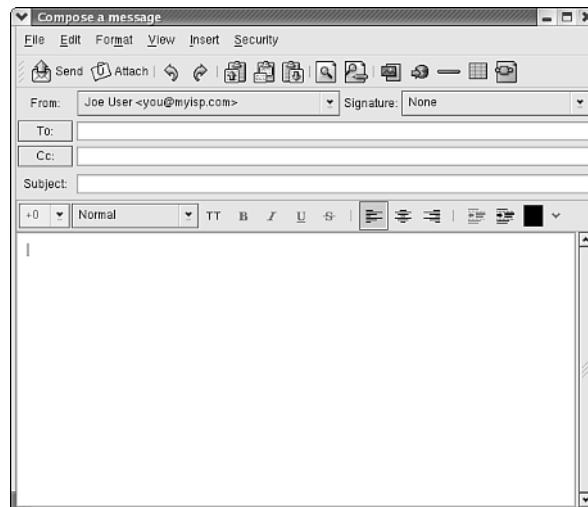 Compose a message
File Edit Format View Insert Security
Send Attach
From: Joe User <you@myisp.com> Signature: None
To:
Cc:
Subject:
+0 Normal TT B I U S